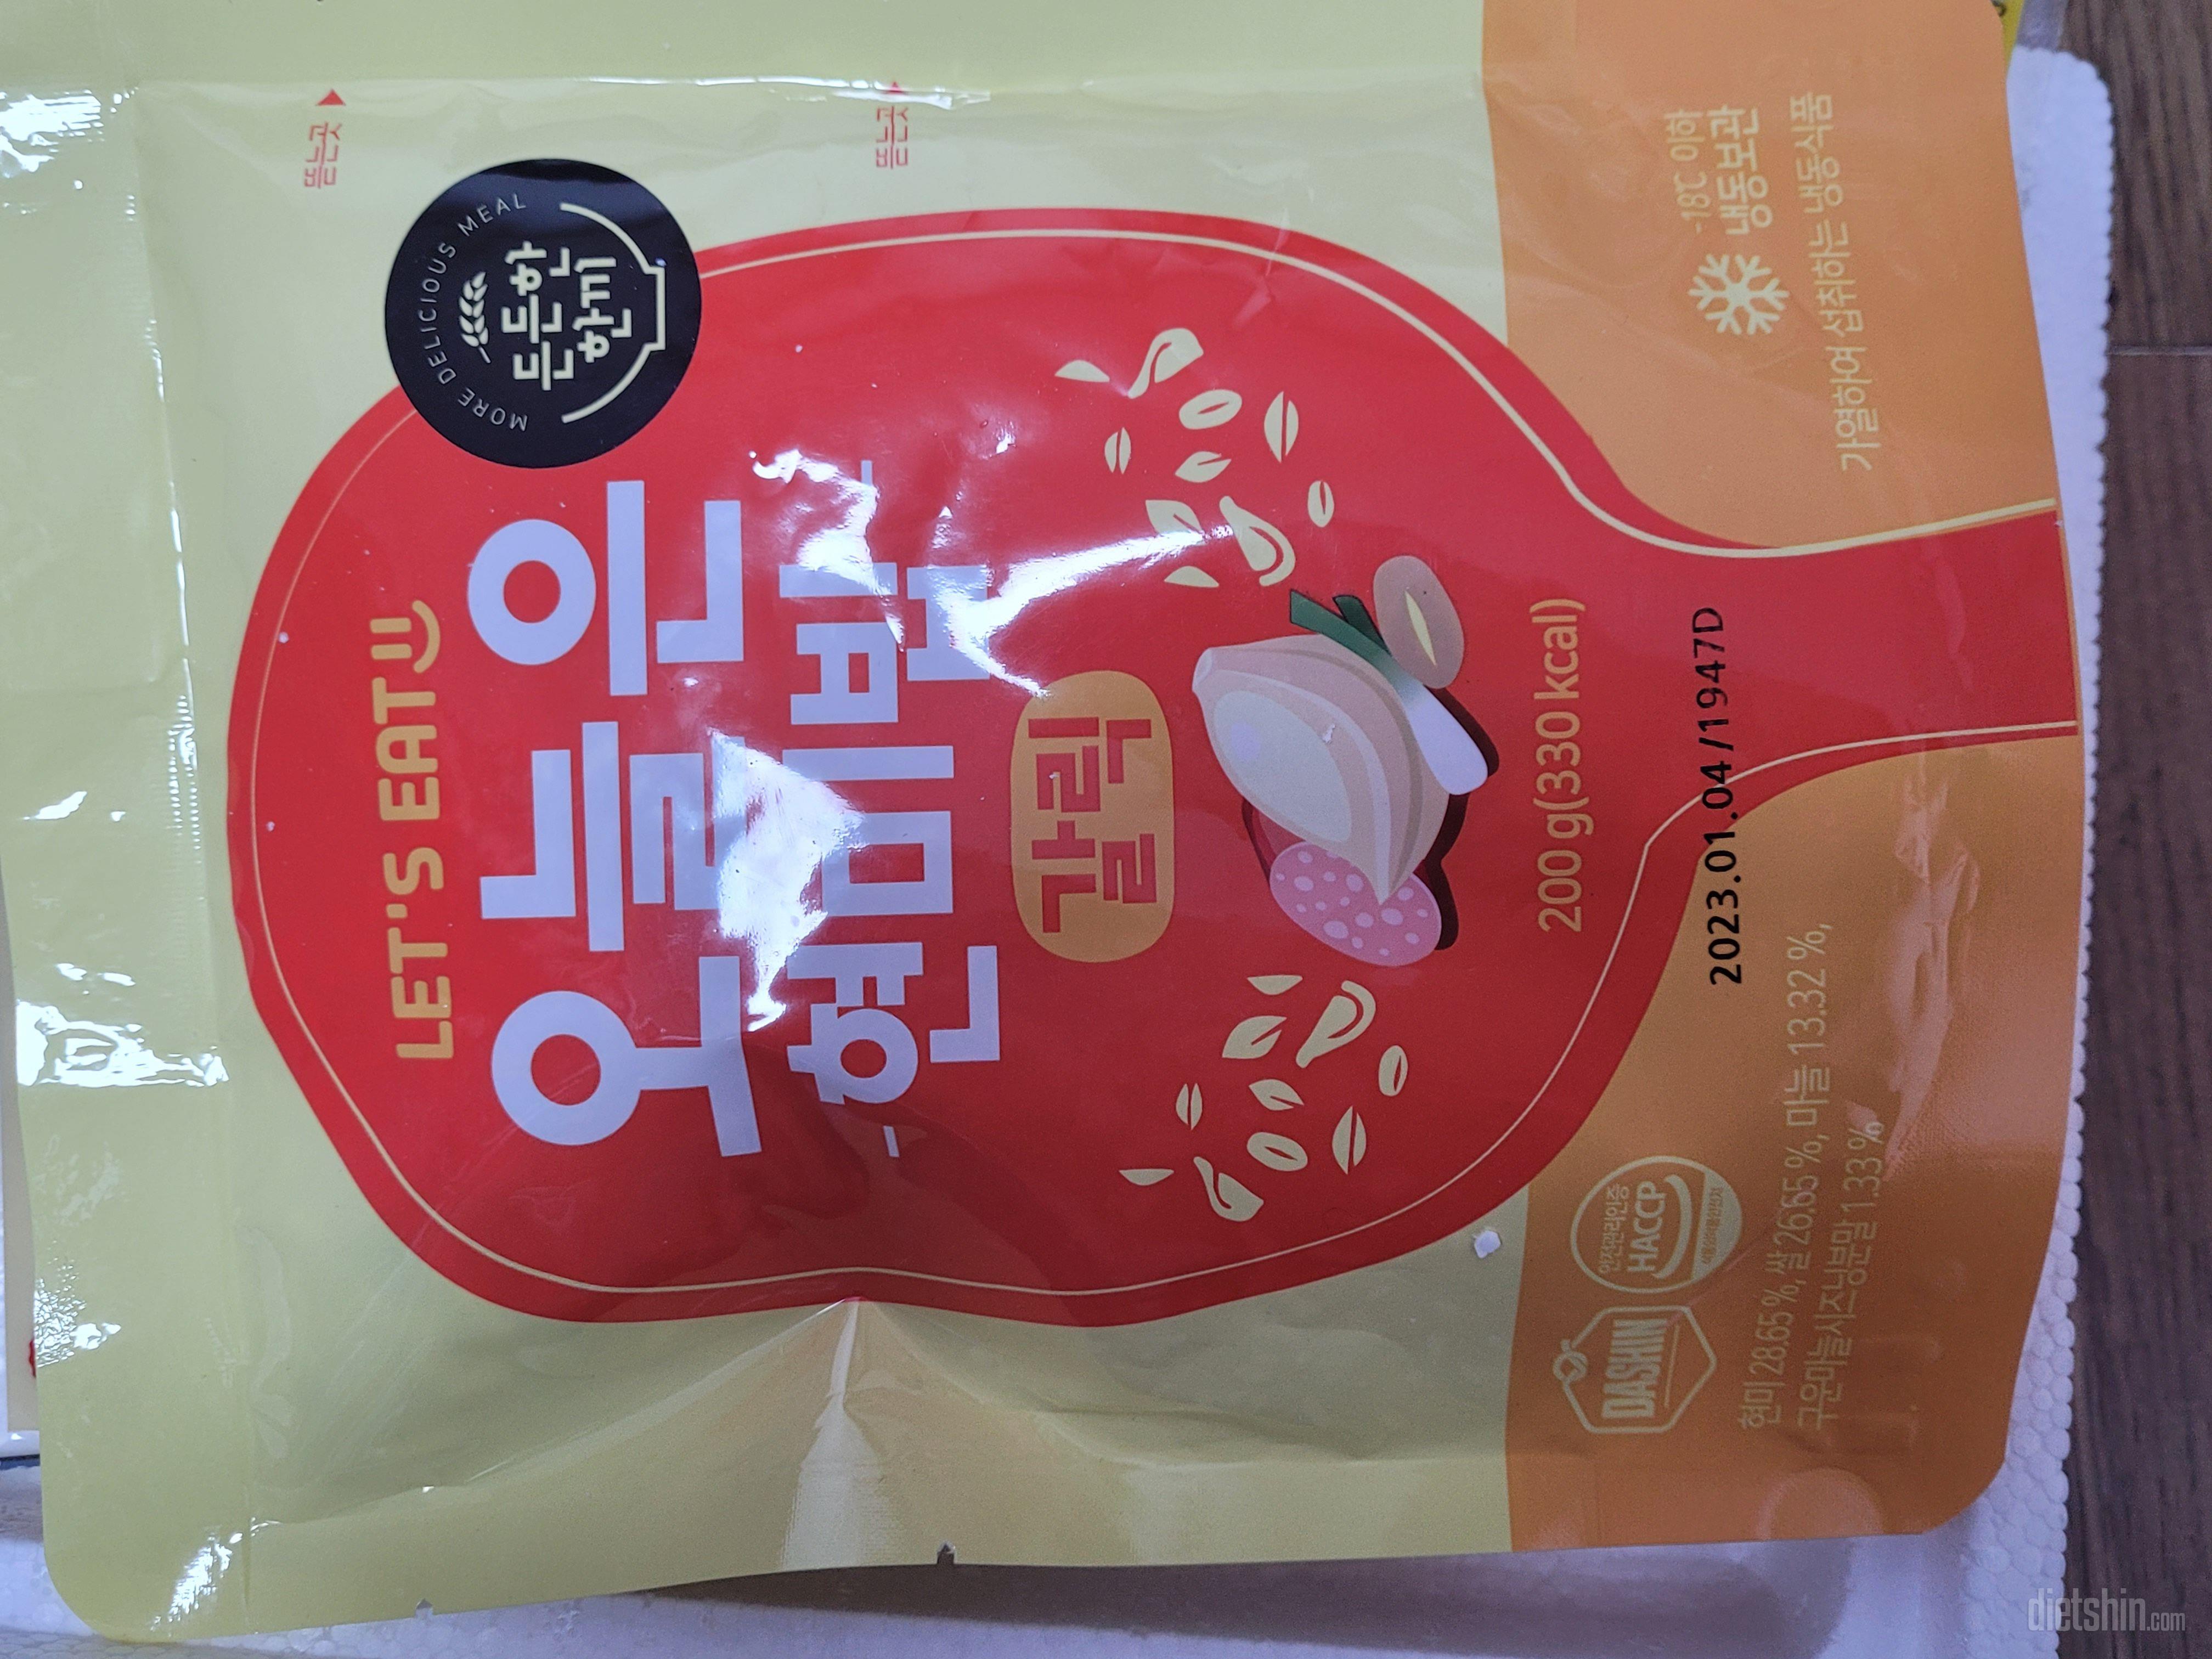 뜯는곳
뜯는곳
MORE DELICIOUS MEAL
든든한
한끼
LET'S EAT
오늘은
현미밥
갈릭
200 g(330 kcal)
2023.01.04/1947D
DASHIN
안전관리인증
HACCP
현미 28.65 %, 쌀 26.65 %, 마늘 13.32 %,
구운마늘시즈닝분말 1.33 %
-18℃ 이하
냉동보관
가열하여 섭취하는 냉동식품
dietshin.com